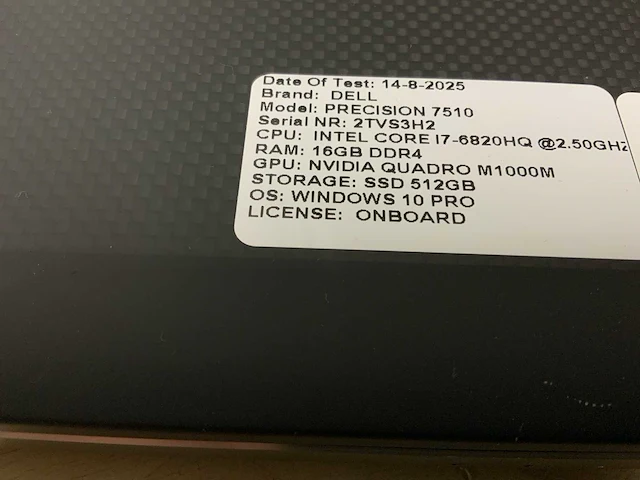 Date Of Test: 14-8-2025
Brand: DELL
Model: PRECISION 7510
Serial NR: 2TVS3H2
CPU: INTEL CORE I7-6820HQ @2.50GHZ
RAM: 16GB DDR4
GPU: NVIDIA QUADRO M1000M
STORAGE: SSD 512GB
OS: WINDOWS 10 PRO
LICENSE: ONBOARD